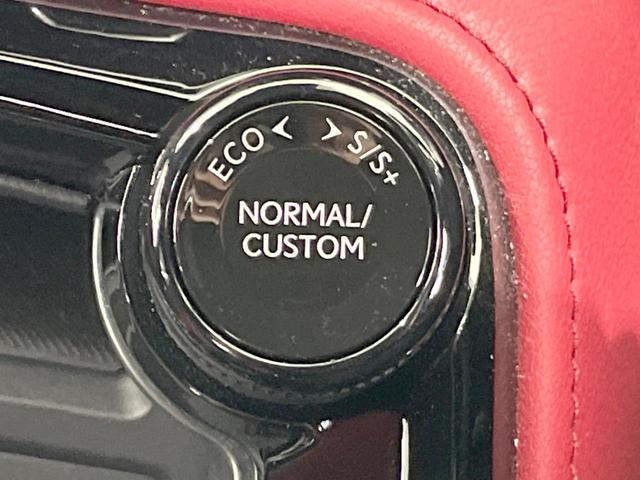 ECO < > S/S+
NORMAL/
CUSTOM